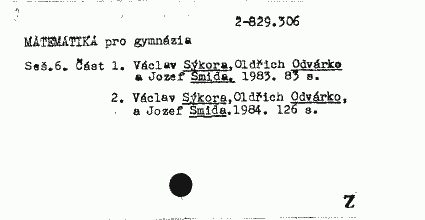 2-829.306
MATEMATIKA pro gymnázia
Seš.6. Část 1. Václav Sýkora,Oldřich Odvárko
a Jozef Šmida. 1983. 83 s.
2. Václav Sýkora,Oldřich Odvárko,
a Jozef Šmida.1984. 126 s.
Z